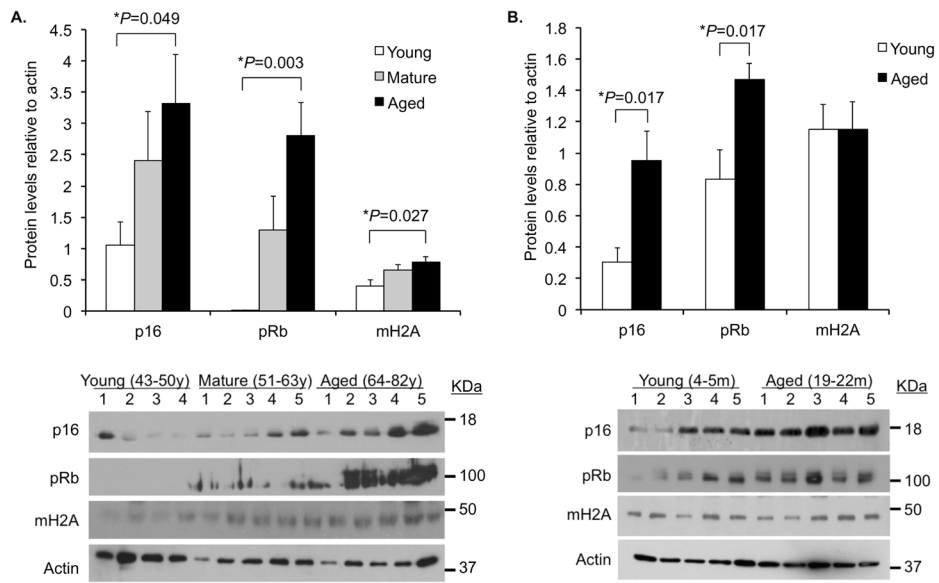 A.
*P=0.049
*P=0.003
*P=0.027
Young
Mature
Aged
Protein levels relative to actin
4.5
4
3.5
3
2.5
2
1.5
1
0.5
0
p16 pRb mH2A
Young (43-50y) Mature (51-63y) Aged (64-82y) KDa
1 2 3 4 1 2 3 4 5 1 2 3 4 5
p16 18
pRb 100
mH2A 50
Actin 37
B.
*P=0.017
*P=0.017
Young
Aged
Protein levels relative to actin
1.8
1.6
1.4
1.2
1
0.8
0.6
0.4
0.2
0
p16 pRb mH2A
Young (4-5m) Aged (19-22m) KDa
1 2 3 4 5 1 2 3 4 5
p16 18
pRb 100
mH2A 50
Actin 37